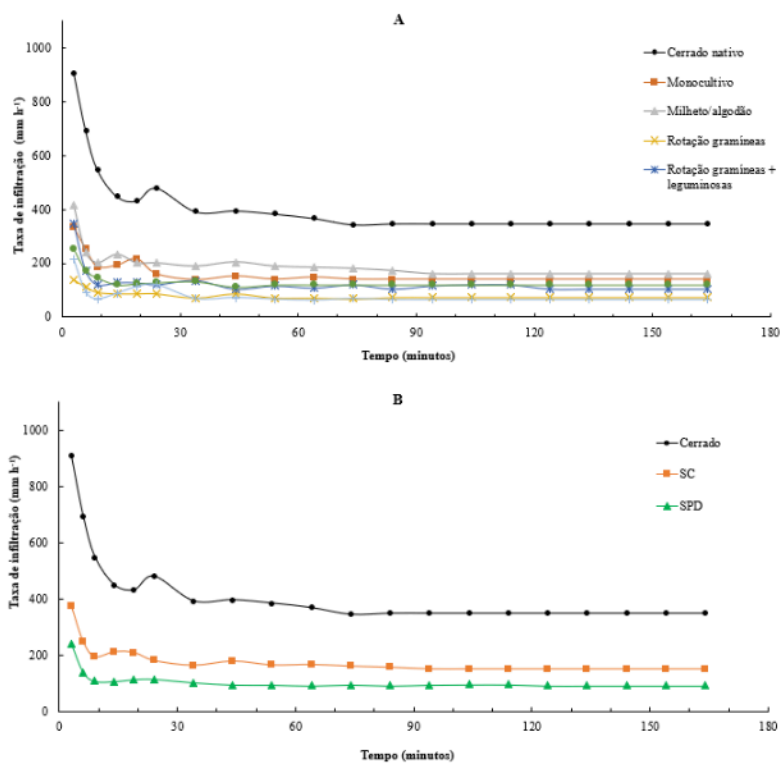 A
Taxa de infiltração (mm h⁻¹)
1000
800
600
400
200
0
Cerrado nativo
Monocultivo
Milheto/algodão
Rotação gramíneas
Rotação gramíneas +
leguminosas
0 30 60 90 120 150 180
Tempo (minutos)
B
Taxa de infiltração (mm h⁻¹)
1000
800
600
400
200
0
Cerrado
SC
SPD
0 30 60 90 120 150 180
Tempo (minutos)